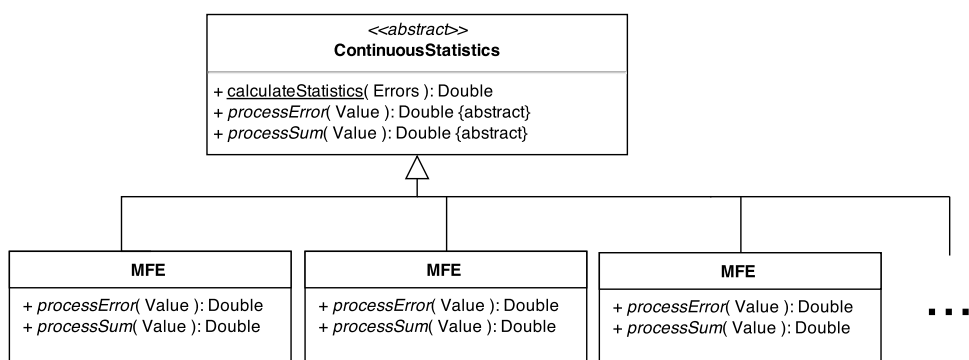 <<abstract>>
ContinuousStatistics
+ calculateStatistics( Errors ): Double
+ processError( Value ): Double {abstract}
+ processSum( Value ): Double {abstract}
MFE
+ processError( Value ): Double
+ processSum( Value ): Double
MFE
+ processError( Value ): Double
+ processSum( Value ): Double
MFE
+ processError( Value ): Double
+ processSum( Value ): Double
...